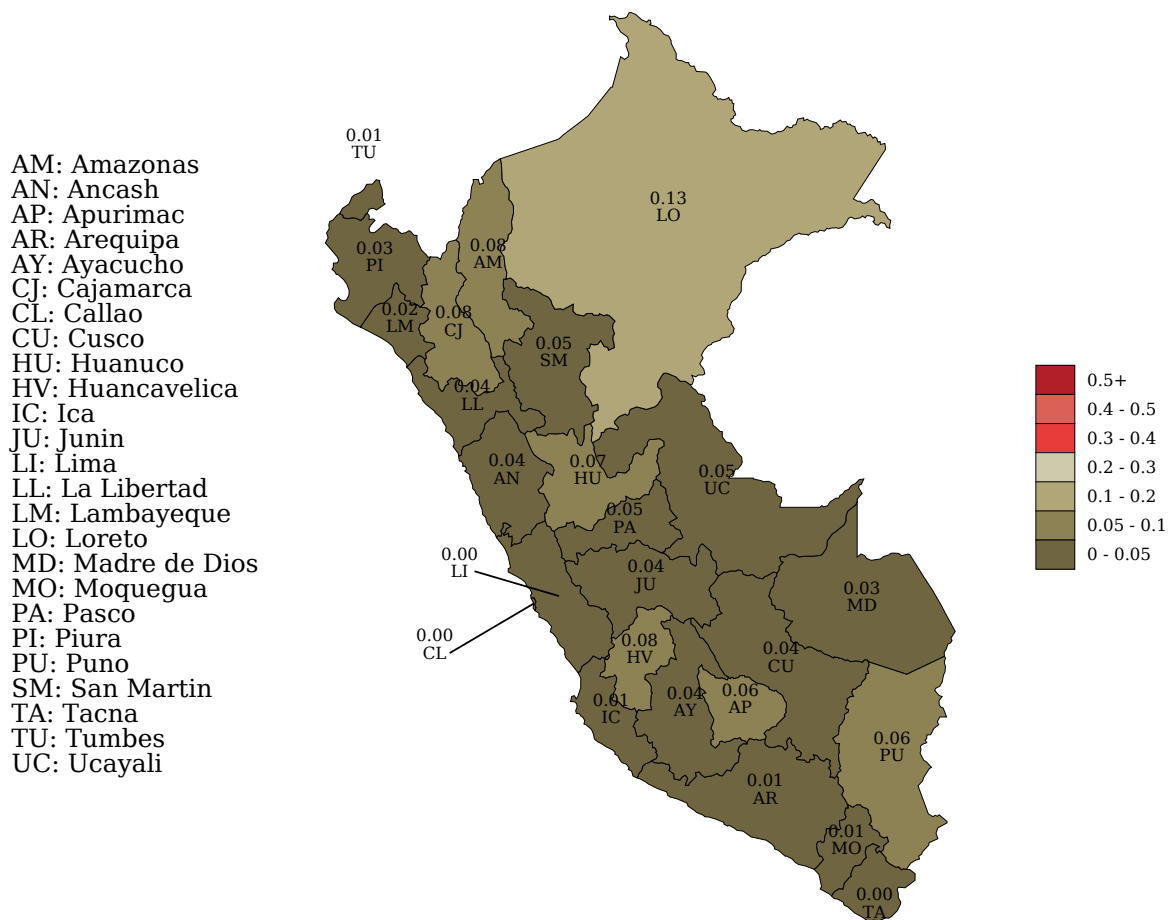 AM: Amazonas
AN: Ancash
AP: Apurimac
AR: Arequipa
AY: Ayacucho
CJ: Cajamarca
CL: Callao
CU: Cusco
HU: Huanuco
HV: Huancavelica
IC: Ica
JU: Junin
LI: Lima
LL: La Libertad
LM: Lambayeque
LO: Loreto
MD: Madre de Dios
MO: Moquegua
PA: Pasco
PI: Piura
PU: Puno
SM: San Martin
TA: Tacna
TU: Tumbes
UC: Ucayali
0.01
TU
0.13
LO
0.03
PI
0.08
AM
0.02
LM
0.08
CJ
0.05
SM
0.04
LL
0.04
AN
0.07
HU
0.05
UC
0.05
PA
0.00
LI
0.04
JU
0.03
MD
0.00
CL
0.08
HV
0.04
CU
0.01
IC
0.04
AY
0.06
AP
0.06
PU
0.01
AR
0.01
MO
0.00
TA
0.5+
0.4 - 0.5
0.3 - 0.4
0.2 - 0.3
0.1 - 0.2
0.05 - 0.1
0 - 0.05